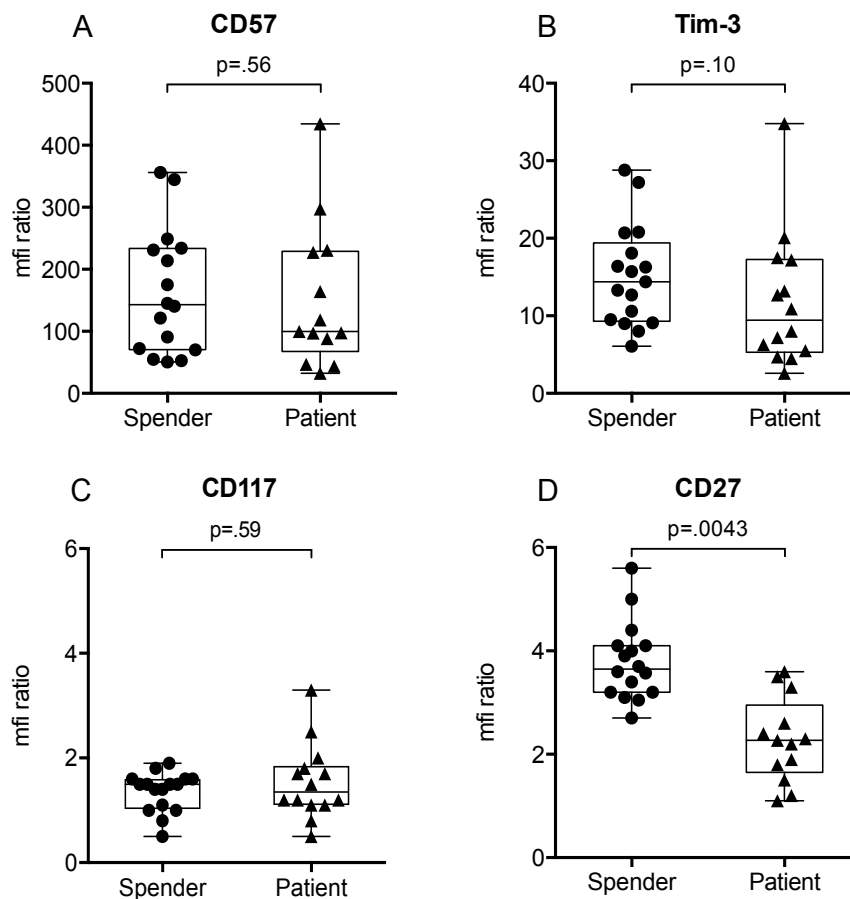 A
CD57
p=.56
500
400
300
200
100
0
mfi ratio
Spender
Patient
B
Tim-3
p=.10
40
30
20
10
0
mfi ratio
Spender
Patient
C
CD117
p=.59
6
4
2
0
mfi ratio
Spender
Patient
D
CD27
p=.0043
6
4
2
0
mfi ratio
Spender
Patient